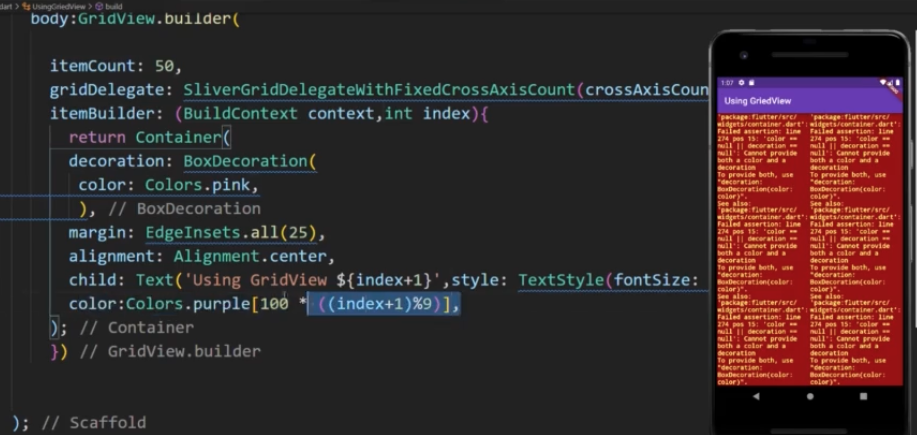 dart > UsingGriedView > build
body:GridView.builder(
itemCount: 50,
gridDelegate: SliverGridDelegateWithFixedCrossAxisCount(crossAxisCoun
itemBuilder: (BuildContext context,int index){
return Container(
decoration: BoxDecoration(
color: Colors.pink,
), // BoxDecoration
margin: EdgeInsets.all(25),
alignment: Alignment.center,
child: Text('Using GridView ${index+1}',style: TextStyle(fontSize:
color:Colors.purple[100 * ((index+1)%9)],
); // Container
}) // GridView.builder
); // Scaffold
1:07
Using GriedView
'package:flutter/src/
widgets/container.dart':
Failed assertion: line
274 pos 15: 'color ==
null || decoration ==
null': Cannot provide
both a color and a
decoration
To provide both, use
"decoration:
BoxDecoration(color:
color)".
See also:
'package:flutter/src/
widgets/container.dart':
Failed assertion: line
274 pos 15: 'color ==
null || decoration ==
null': Cannot provide
both a color and a
decoration
To provide both, use
"decoration:
BoxDecoration(color:
color)".
See also:
'package:flutter/src/
widgets/container.dart':
Failed assertion: line
274 pos 15: 'color ==
null || decoration ==
null': Cannot provide
both a color and a
decoration
To provide both, use
"decoration:
BoxDecoration(color:
color)".
'package:flutter/src/
widgets/container.dart':
Failed assertion: line
274 pos 15: 'color ==
null || decoration ==
null': Cannot provide
both a color and a
decoration
To provide both, use
"decoration:
BoxDecoration(color:
color)".
See also:
'package:flutter/src/
widgets/container.dart':
Failed assertion: line
274 pos 15: 'color ==
null || decoration ==
null': Cannot provide
both a color and a
decoration
To provide both, use
"decoration:
BoxDecoration(color:
color)".
See also:
'package:flutter/src/
widgets/container.dart':
Failed assertion: line
274 pos 15: 'color ==
null || decoration ==
null': Cannot provide
both a color and a
decoration
To provide both, use
"decoration:
BoxDecoration(color:
color)".